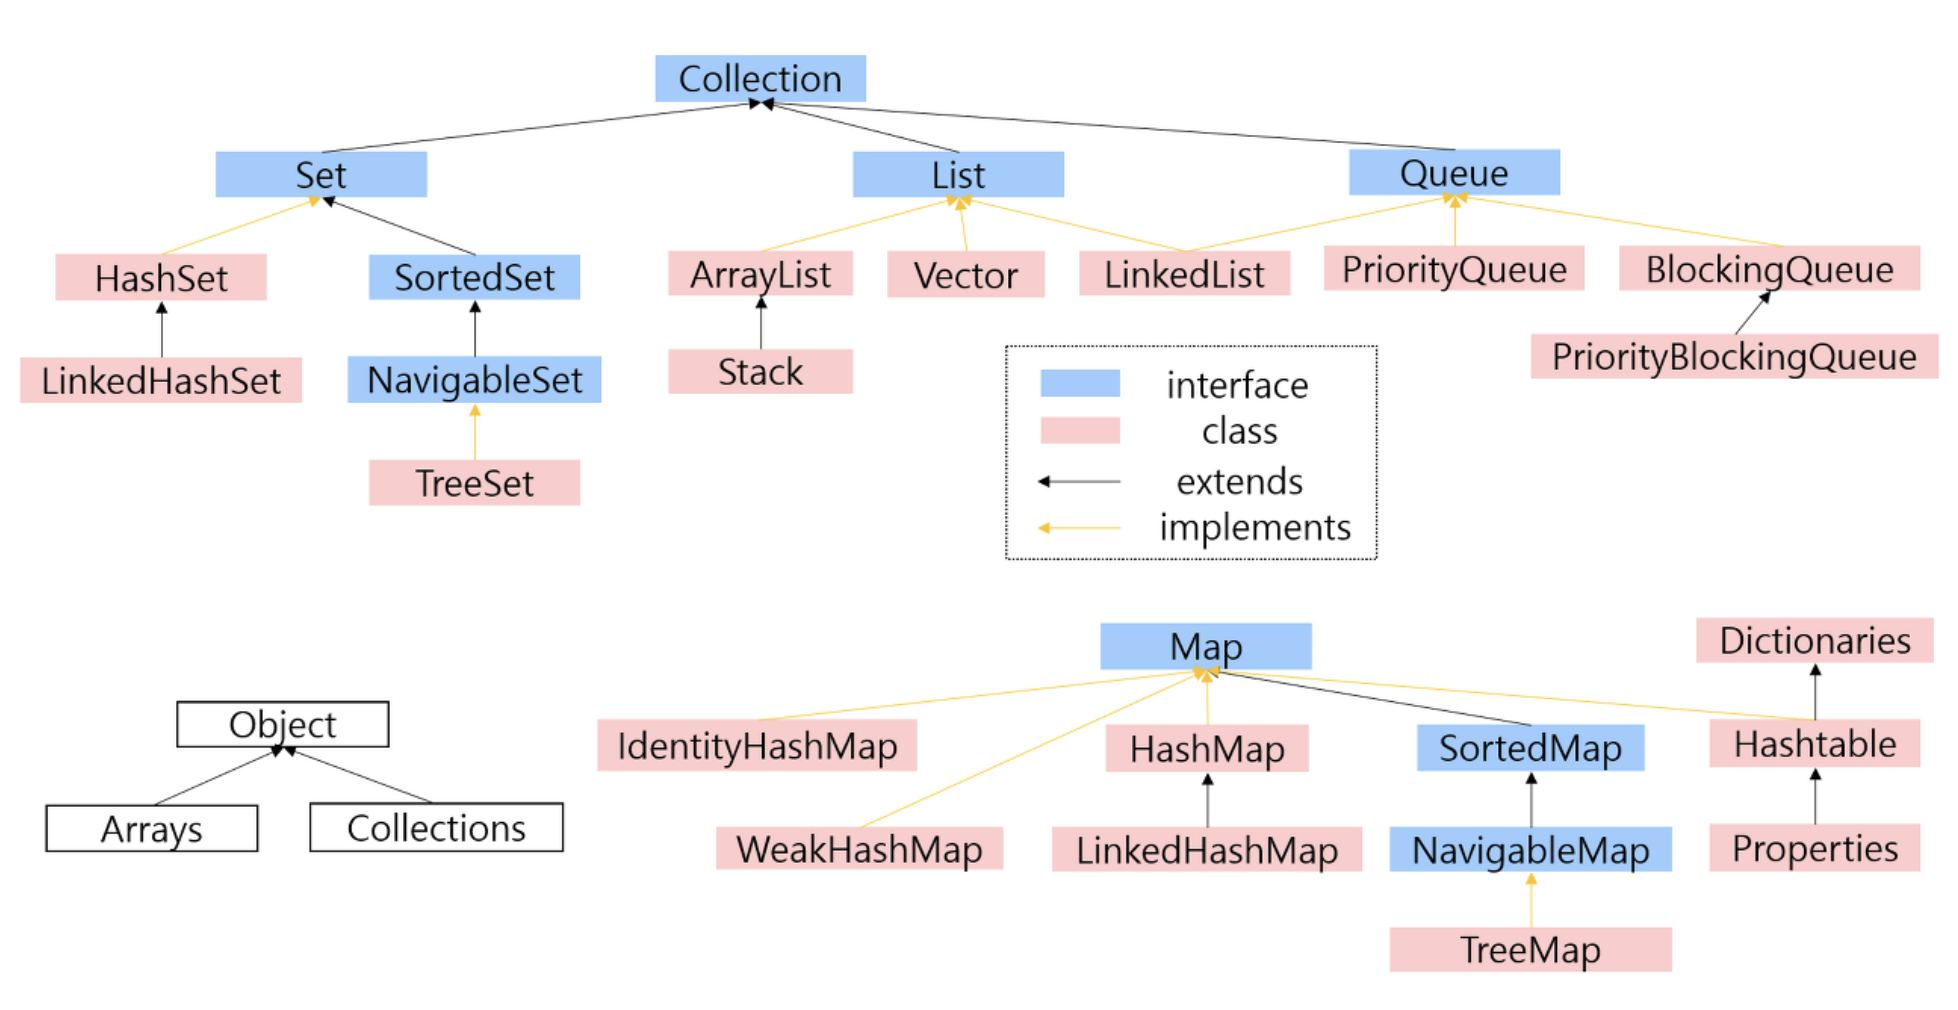 Collection
Set
List
Queue
HashSet
SortedSet
ArrayList
Vector
LinkedList
PriorityQueue
BlockingQueue
LinkedHashSet
NavigableSet
Stack
PriorityBlockingQueue
TreeSet
interface
class
extends
implements
Map
Dictionaries
Object
IdentityHashMap
HashMap
SortedMap
Hashtable
Arrays
Collections
WeakHashMap
LinkedHashMap
NavigableMap
Properties
TreeMap